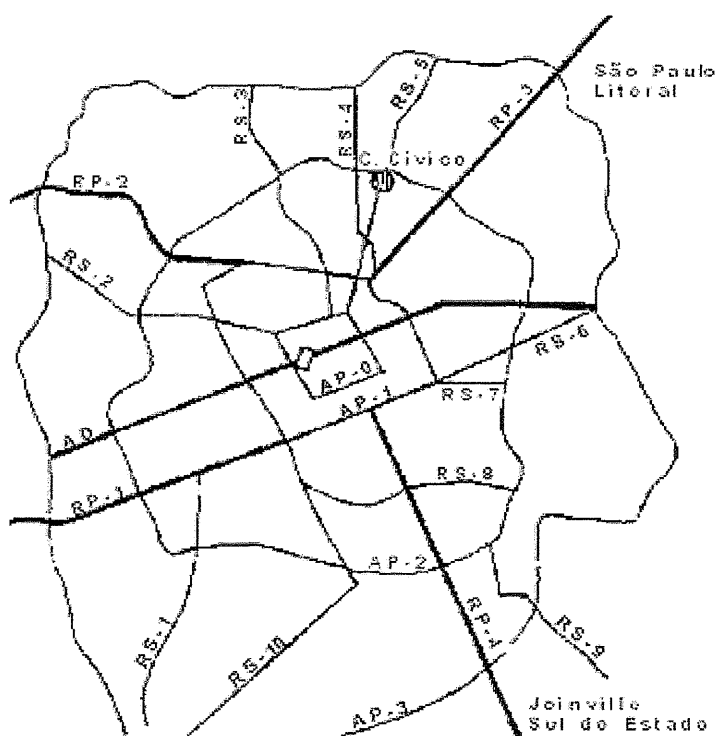 RS-5
São Paulo
Litoral
RS-3
RS-4
RP-3
C. Cívico
RP-2
RS-2
RS-6
AP-0
RS-7
AP-1
AD
RS-8
RP-1
AP-2
RS-1
RS-10
RP-4
RS-9
AP-3
Joinville
Sul do Estado